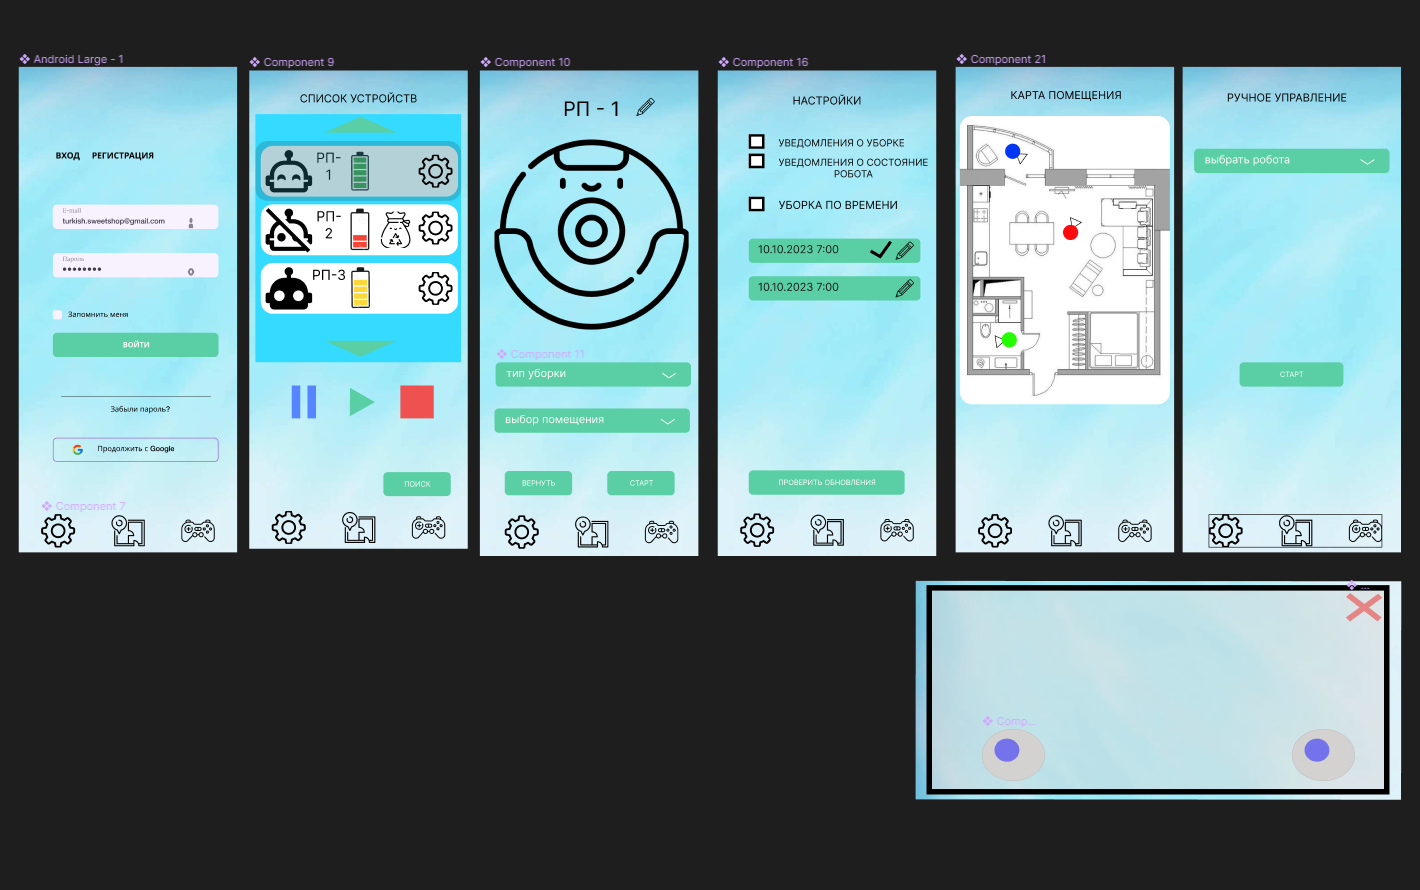 Android Large - 1
ВХОД РЕГИСТРАЦИЯ
E-mail
turkish.sweetshop@gmail.com
Пароль
Запомнить меня
ВОЙТИ
Забыли пароль?
Продолжить с Google
Component 7
Component 9
СПИСОК УСТРОЙСТВ
РП-
1
РП-
2
РП-3
ПОИСК
Component 10
РП - 1
Component 11
тип уборки
выбор помещения
ВЕРНУТЬ
СТАРТ
Component 16
НАСТРОЙКИ
УВЕДОМЛЕНИЯ О УБОРКЕ
УВЕДОМЛЕНИЯ О СОСТОЯНИЕ
РОБОТА
УБОРКА ПО ВРЕМЕНИ
10.10.2023 7:00
10.10.2023 7:00
ПРОВЕРИТЬ ОБНОВЛЕНИЯ
Component 21
КАРТА ПОМЕЩЕНИЯ
РУЧНОЕ УПРАВЛЕНИЕ
выбрать робота
СТАРТ
Comp...